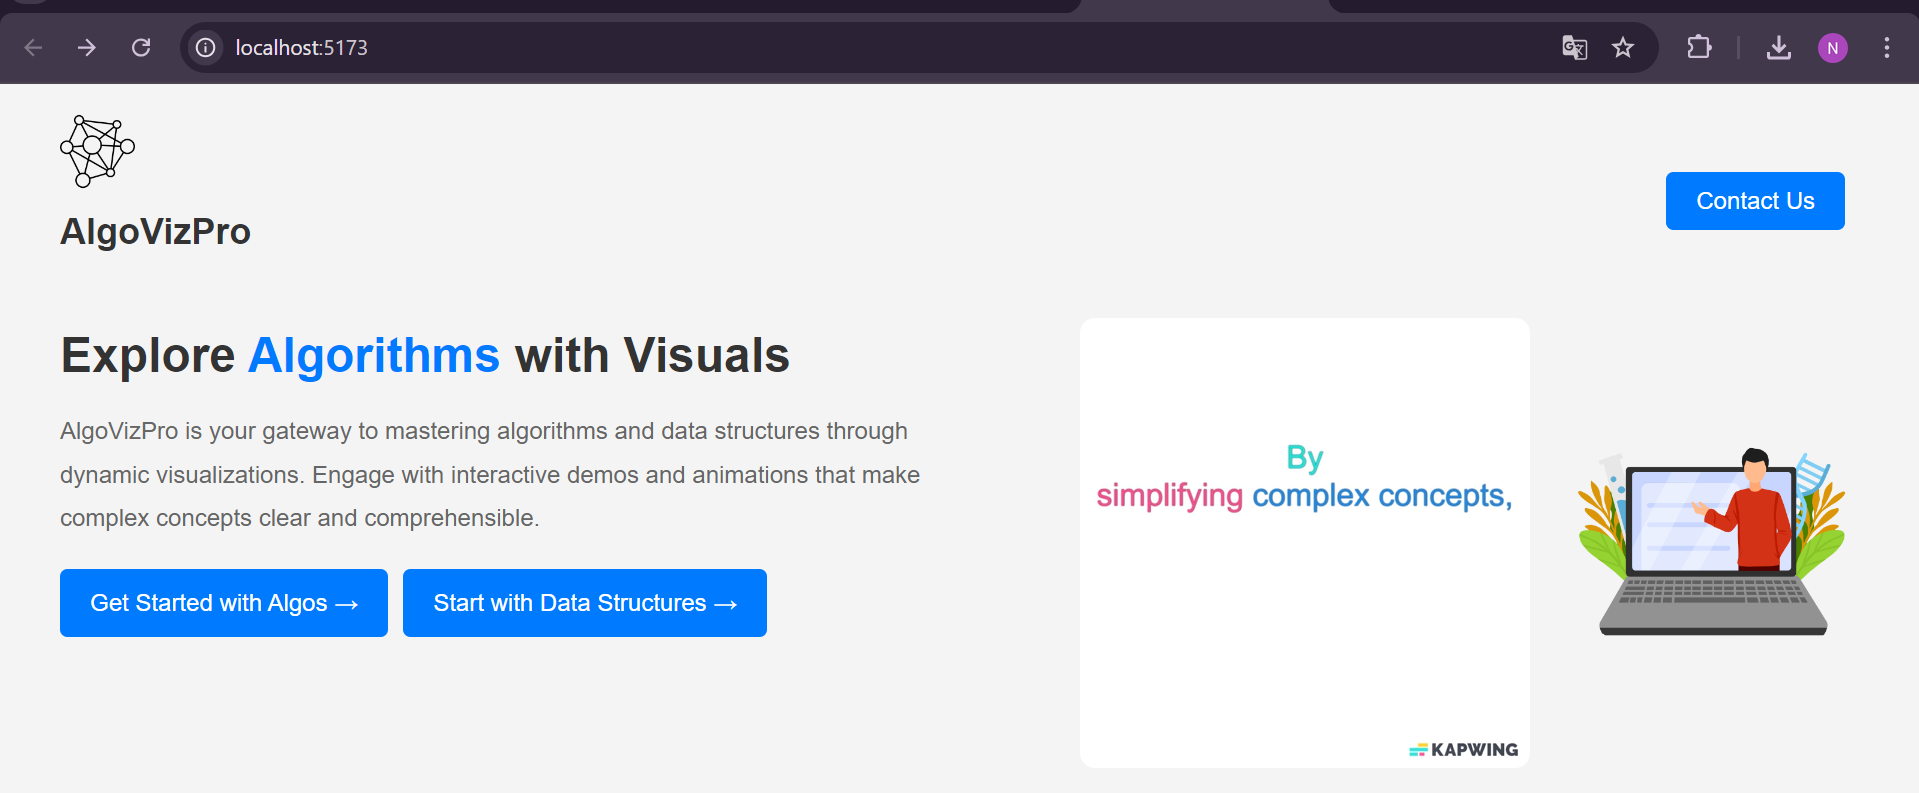 localhost:5173
N
AlgoVizPro
Contact Us
Explore Algorithms with Visuals
AlgoVizPro is your gateway to mastering algorithms and data structures through
dynamic visualizations. Engage with interactive demos and animations that make
complex concepts clear and comprehensible.
Get Started with Algos →
Start with Data Structures →
By
simplifying complex concepts,
KAPWING